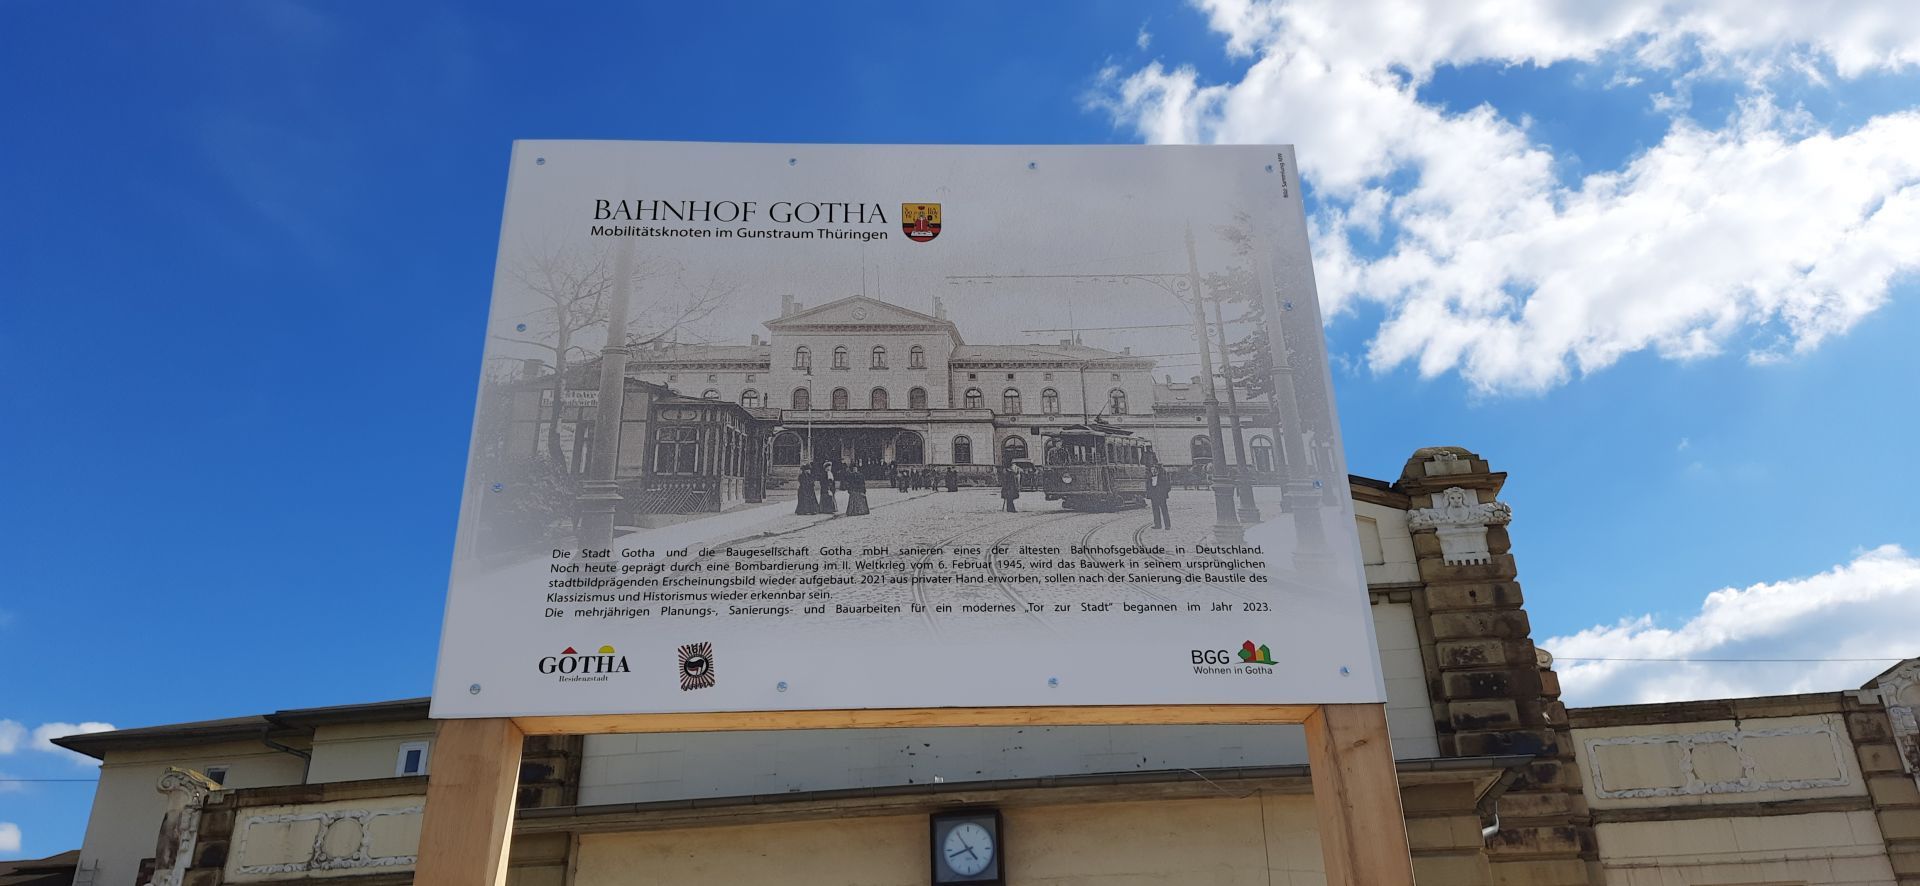 Bild: Sammlung
BAHNHOF GOTHA
Mobilitätsknoten im Gunstraum Thüringen
Die Stadt Gotha und die Baugesellschaft Gotha mbH sanieren eines der ältesten Bahnhofsgebäude in Deutschland.
Noch heute geprägt durch eine Bombardierung im II. Weltkrieg vom 6. Februar 1945, wird das Bauwerk in seinem ursprünglichen
stadtbildprägenden Erscheinungsbild wieder aufgebaut. 2021 aus privater Hand erworben, sollen nach der Sanierung die Baustile des
Klassizismus und Historismus wieder erkennbar sein.
Die mehrjährigen Planungs-, Sanierungs- und Bauarbeiten für ein modernes „Tor zur Stadt“ begannen im Jahr 2023.
GOTHA
Residenzstadt
161
BGG
Wohnen in Gotha